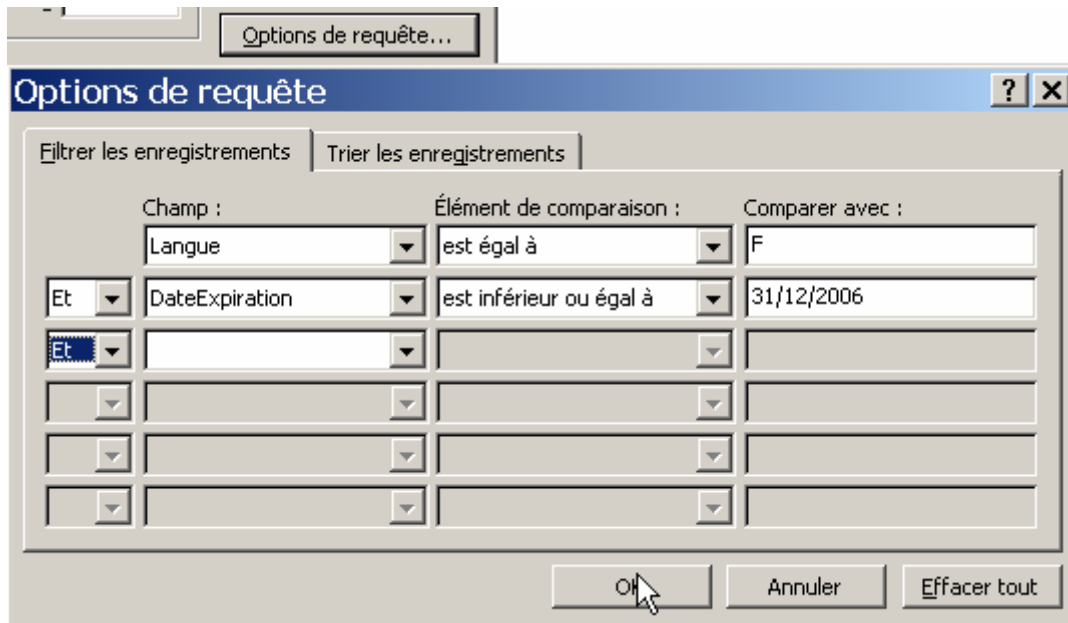 Options de requête...
Options de requête ? X
Filtrer les enregistrements Trier les enregistrements
Champ : Élément de comparaison : Comparer avec :
Langue est égal à F
Et DateExpiration est inférieur ou égal à 31/12/2006
Et
OK Annuler Effacer tout